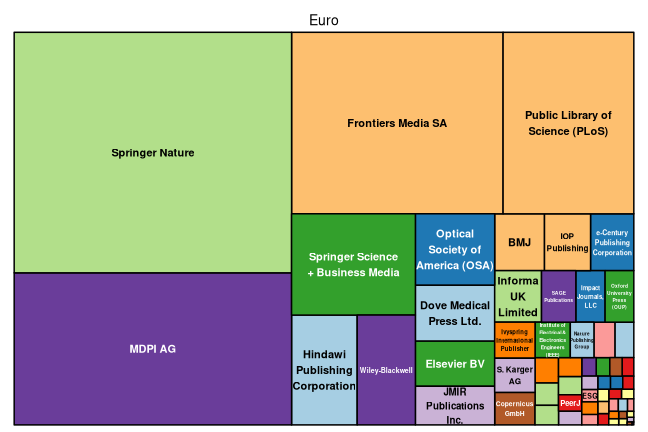 Euro
Springer Nature
Frontiers Media SA
Public Library of
Science (PLoS)
MDPI AG
Springer Science
+ Business Media
Optical
Society of
America (OSA)
BMJ
IOP
Publishing
e-Century
Publishing
Corporation
Dove Medical
Press Ltd.
Informa
UK
Limited
SAGE
Publications
Impact
Journals,
LLC
Oxford
University
Press
(OUP)
Hindawi
Publishing
Corporation
Wiley-Blackwell
Elsevier BV
Ivyspring
International
Publisher
Institute of
Electrical &
Electronics
Engineers
(IEEE)
Nature
Publishing
Group
JMIR
Publications
Inc.
S. Karger
AG
Copernicus
GmbH
PeerJ
ESG